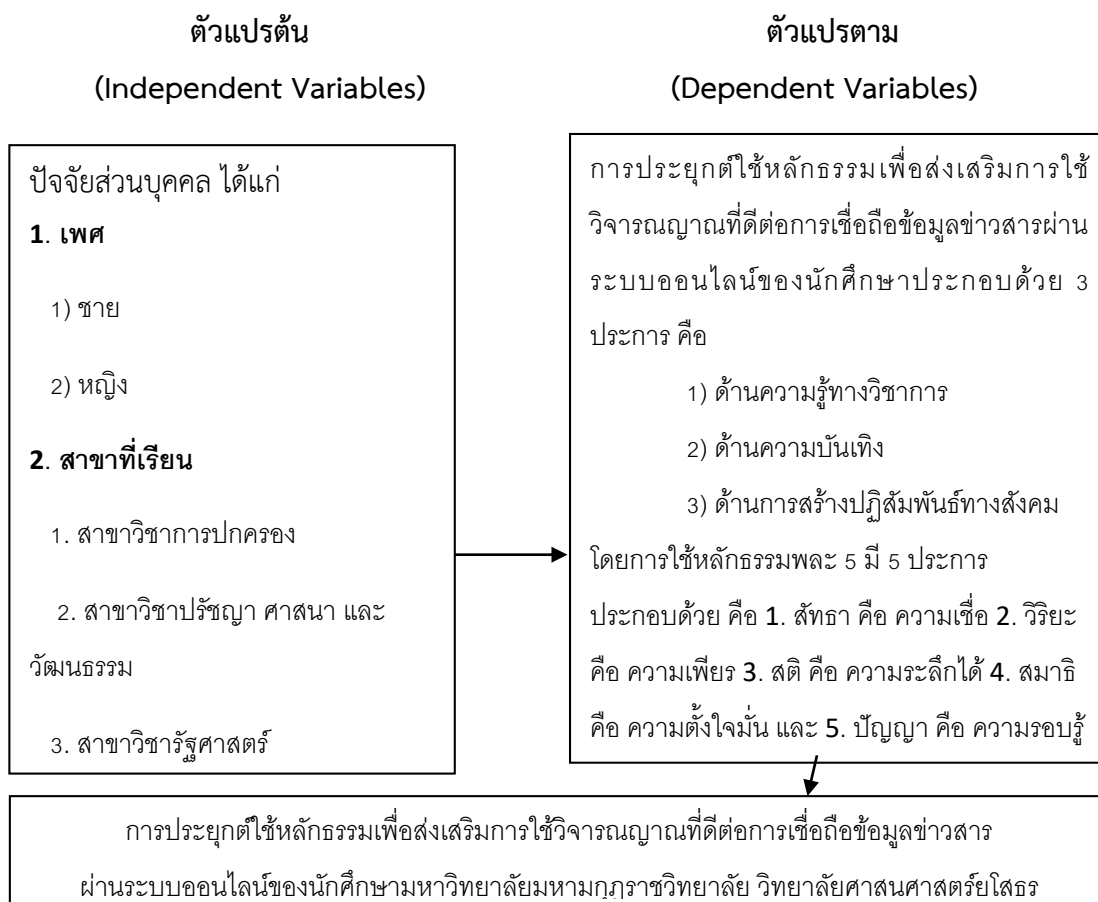 ตัวแปรต้น
(Independent Variables)
ตัวแปรตาม
(Dependent Variables)
ปัจจัยส่วนบุคคล ได้แก่
1. เพศ
1) ชาย
2) หญิง
2. สาขาที่เรียน
1. สาขาวิชาการปกครอง
2. สาขาวิชาปรัชญา ศาสนา และ
วัฒนธรรม
3. สาขาวิชารัฐศาสตร์
การประยุกต์ใช้หลักธรรมเพื่อส่งเสริมการใช้
วิจารณญาณที่ดีต่อการเชื่อถือข้อมูลข่าวสารผ่าน
ระบบออนไลน์ของนักศึกษาประกอบด้วย 3
ประการ คือ
1) ด้านความรู้ทางวิชาการ
2) ด้านความบันเทิง
3) ด้านการสร้างปฏิสัมพันธ์ทางสังคม
โดยการใช้หลักธรรมพละ 5 มี 5 ประการ
ประกอบด้วย คือ 1. สัทธา คือ ความเชื่อ 2. วิริยะ
คือ ความเพียร 3. สติ คือ ความระลึกได้ 4. สมาธิ
คือ ความตั้งใจมั่น และ 5. ปัญญา คือ ความรอบรู้
การประยุกต์ใช้หลักธรรมเพื่อส่งเสริมการใช้วิจารณญาณที่ดีต่อการเชื่อถือข้อมูลข่าวสาร
ผ่านระบบออนไลน์ของนักศึกษามหาวิทยาลัยมหามกุฏราชวิทยาลัย วิทยาลัยศาสนศาสตร์ยโสธร